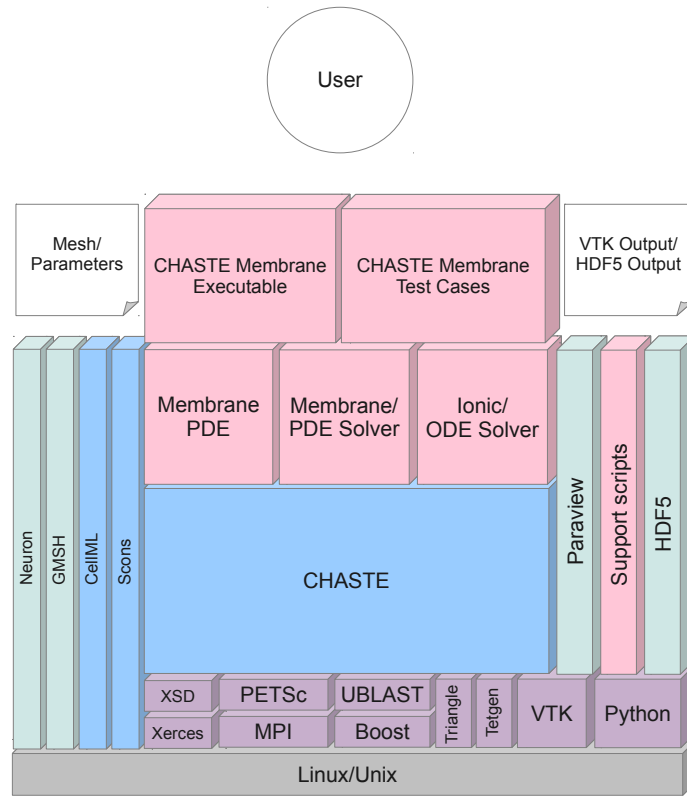 User
Mesh/
Parameters
CHASTE Membrane
Executable
CHASTE Membrane
Test Cases
VTK Output/
HDF5 Output
Neuron
GMSH
CellML
Scons
Membrane
PDE
Membrane/
PDE Solver
Ionic/
ODE Solver
Paraview
Support scripts
HDF5
CHASTE
XSD
PETSc
UBLAST
Triangle
Tetgen
VTK
Python
Xerces
MPI
Boost
Linux/Unix